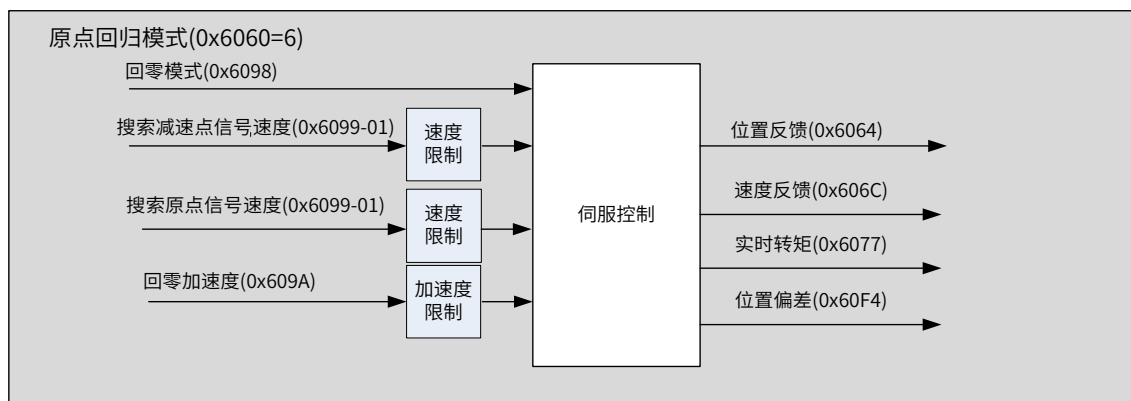 原点回归模式(0x6060=6)
回零模式(0x6098)
搜索减速点信号速度(0x6099-01)
速度
限制
搜索原点信号速度(0x6099-01)
速度
限制
回零加速度(0x609A)
加速度
限制
伺服控制
位置反馈(0x6064)
速度反馈(0x606C)
实时转矩(0x6077)
位置偏差(0x60F4)